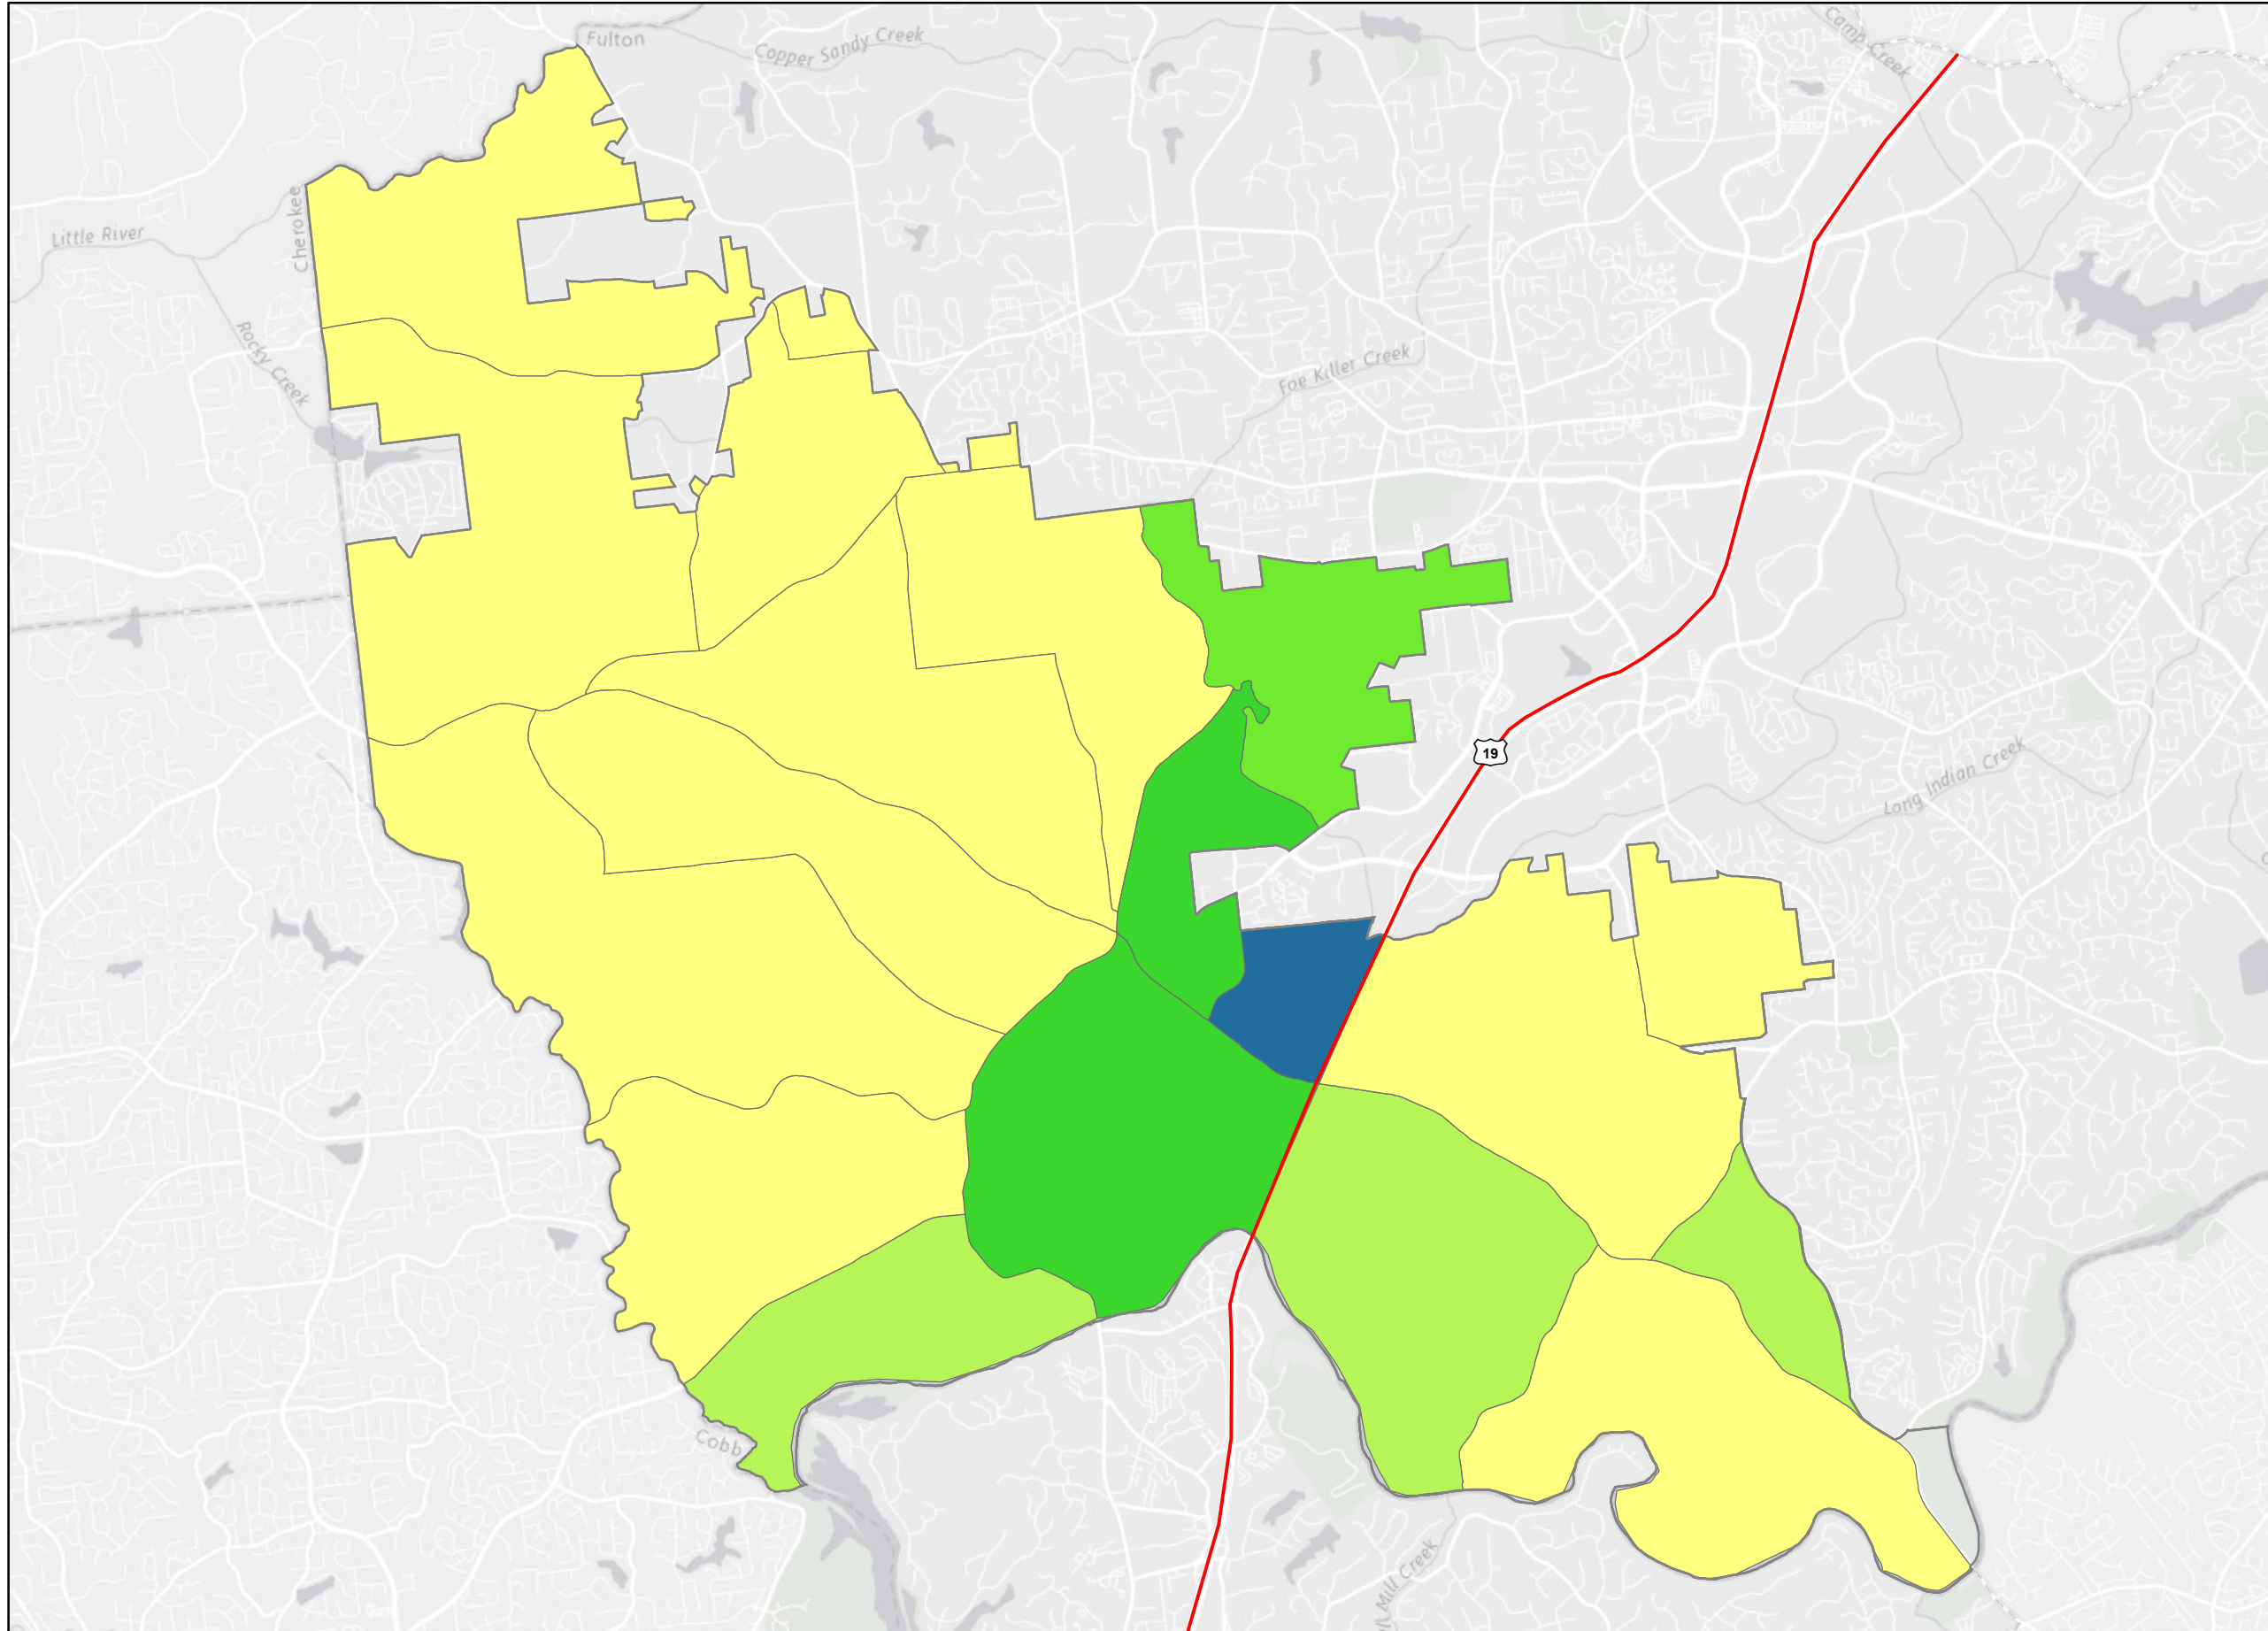 Fulton
Copper Sandy Creek
Camp Creek
Cherokee
Little River
Rocky Creek
Foe Killer Creek
19
Long Indian Creek
Cobb
Mill Creek